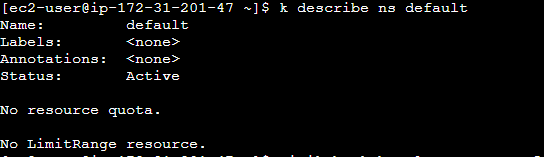 [ec2-user@ip-172-31-201-47 ~]$ k describe ns default
Name:         default
Labels:       <none>
Annotations:  <none>
Status:       Active

No resource quota.

No LimitRange resource.